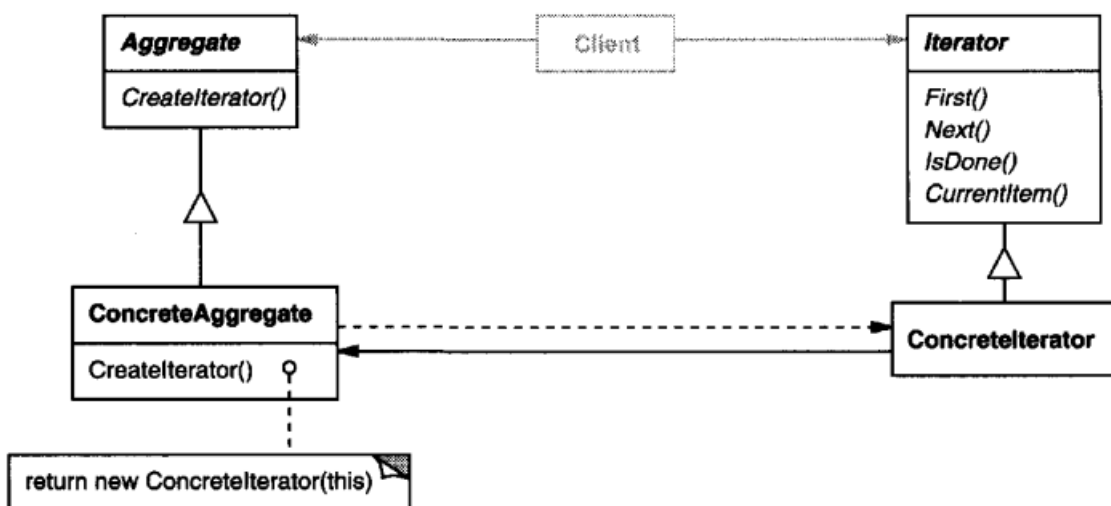 Aggregate
CreateIterator()
Client
Iterator
First()
Next()
IsDone()
CurrentItem()
ConcreteAggregate
CreateIterator()
ConcreteIterator
return new ConcreteIterator(this)